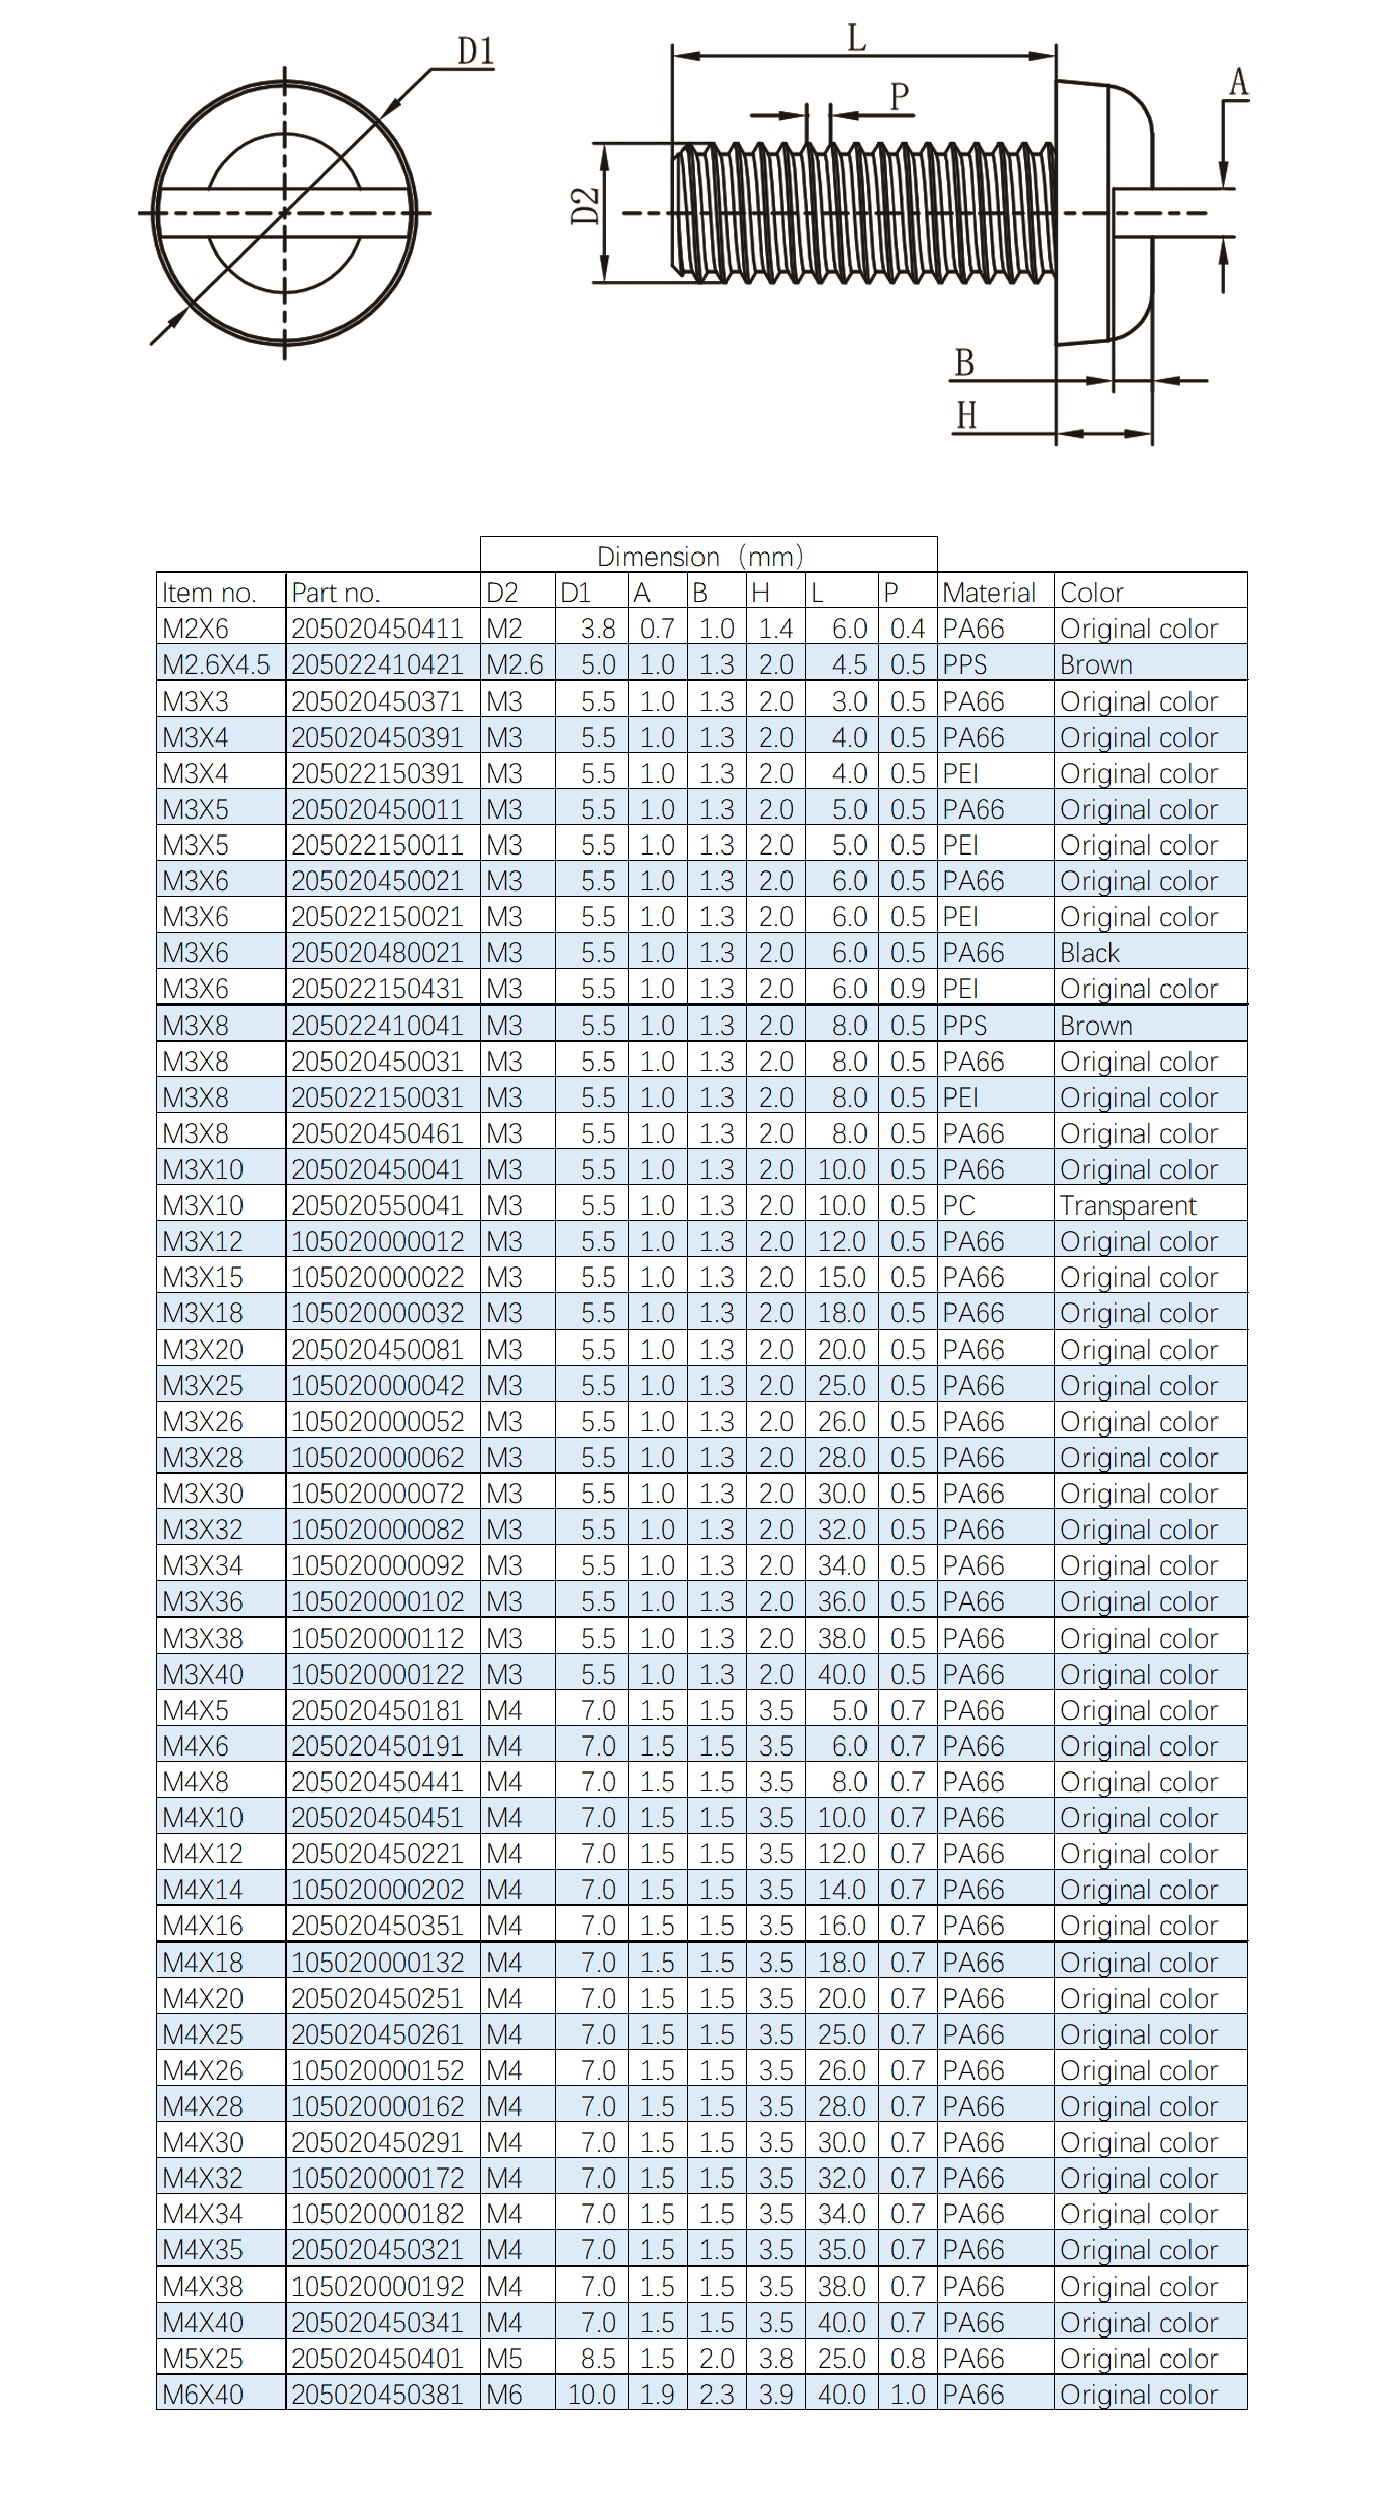 D1
L
P
A
D2
B
H
Dimension (mm)
Item no. Part no. D2 D1 A B H L P Material Color
M2X6 205020450411 M2 3.8 0.7 1.0 1.4 6.0 0.4 PA66 Original color
M2.6X4.5 205022410421 M2.6 5.0 1.0 1.3 2.0 4.5 0.5 PPS Brown
M3X3 205020450371 M3 5.5 1.0 1.3 2.0 3.0 0.5 PA66 Original color
M3X4 205020450391 M3 5.5 1.0 1.3 2.0 4.0 0.5 PA66 Original color
M3X4 205022150391 M3 5.5 1.0 1.3 2.0 4.0 0.5 PEI Original color
M3X5 205020450011 M3 5.5 1.0 1.3 2.0 5.0 0.5 PA66 Original color
M3X5 205022150011 M3 5.5 1.0 1.3 2.0 5.0 0.5 PEI Original color
M3X6 205020450021 M3 5.5 1.0 1.3 2.0 6.0 0.5 PA66 Original color
M3X6 205022150021 M3 5.5 1.0 1.3 2.0 6.0 0.5 PEI Original color
M3X6 205020480021 M3 5.5 1.0 1.3 2.0 6.0 0.5 PA66 Black
M3X6 205022150431 M3 5.5 1.0 1.3 2.0 6.0 0.9 PEI Original color
M3X8 205022410041 M3 5.5 1.0 1.3 2.0 8.0 0.5 PPS Brown
M3X8 205020450031 M3 5.5 1.0 1.3 2.0 8.0 0.5 PA66 Original color
M3X8 205022150031 M3 5.5 1.0 1.3 2.0 8.0 0.5 PEI Original color
M3X8 205020450461 M3 5.5 1.0 1.3 2.0 8.0 0.5 PA66 Original color
M3X10 205020450041 M3 5.5 1.0 1.3 2.0 10.0 0.5 PA66 Original color
M3X10 205020550041 M3 5.5 1.0 1.3 2.0 10.0 0.5 PC Transparent
M3X12 105020000012 M3 5.5 1.0 1.3 2.0 12.0 0.5 PA66 Original color
M3X15 105020000022 M3 5.5 1.0 1.3 2.0 15.0 0.5 PA66 Original color
M3X18 105020000032 M3 5.5 1.0 1.3 2.0 18.0 0.5 PA66 Original color
M3X20 205020450081 M3 5.5 1.0 1.3 2.0 20.0 0.5 PA66 Original color
M3X25 105020000042 M3 5.5 1.0 1.3 2.0 25.0 0.5 PA66 Original color
M3X26 105020000052 M3 5.5 1.0 1.3 2.0 26.0 0.5 PA66 Original color
M3X28 105020000062 M3 5.5 1.0 1.3 2.0 28.0 0.5 PA66 Original color
M3X30 105020000072 M3 5.5 1.0 1.3 2.0 30.0 0.5 PA66 Original color
M3X32 105020000082 M3 5.5 1.0 1.3 2.0 32.0 0.5 PA66 Original color
M3X34 105020000092 M3 5.5 1.0 1.3 2.0 34.0 0.5 PA66 Original color
M3X36 105020000102 M3 5.5 1.0 1.3 2.0 36.0 0.5 PA66 Original color
M3X38 105020000112 M3 5.5 1.0 1.3 2.0 38.0 0.5 PA66 Original color
M3X40 105020000122 M3 5.5 1.0 1.3 2.0 40.0 0.5 PA66 Original color
M4X5 205020450181 M4 7.0 1.5 1.5 3.5 5.0 0.7 PA66 Original color
M4X6 205020450191 M4 7.0 1.5 1.5 3.5 6.0 0.7 PA66 Original color
M4X8 205020450441 M4 7.0 1.5 1.5 3.5 8.0 0.7 PA66 Original color
M4X10 205020450451 M4 7.0 1.5 1.5 3.5 10.0 0.7 PA66 Original color
M4X12 205020450221 M4 7.0 1.5 1.5 3.5 12.0 0.7 PA66 Original color
M4X14 105020000202 M4 7.0 1.5 1.5 3.5 14.0 0.7 PA66 Original color
M4X16 205020450351 M4 7.0 1.5 1.5 3.5 16.0 0.7 PA66 Original color
M4X18 105020000132 M4 7.0 1.5 1.5 3.5 18.0 0.7 PA66 Original color
M4X20 205020450251 M4 7.0 1.5 1.5 3.5 20.0 0.7 PA66 Original color
M4X25 205020450261 M4 7.0 1.5 1.5 3.5 25.0 0.7 PA66 Original color
M4X26 105020000152 M4 7.0 1.5 1.5 3.5 26.0 0.7 PA66 Original color
M4X28 105020000162 M4 7.0 1.5 1.5 3.5 28.0 0.7 PA66 Original color
M4X30 205020450291 M4 7.0 1.5 1.5 3.5 30.0 0.7 PA66 Original color
M4X32 105020000172 M4 7.0 1.5 1.5 3.5 32.0 0.7 PA66 Original color
M4X34 105020000182 M4 7.0 1.5 1.5 3.5 34.0 0.7 PA66 Original color
M4X35 205020450321 M4 7.0 1.5 1.5 3.5 35.0 0.7 PA66 Original color
M4X38 105020000192 M4 7.0 1.5 1.5 3.5 38.0 0.7 PA66 Original color
M4X40 205020450341 M4 7.0 1.5 1.5 3.5 40.0 0.7 PA66 Original color
M5X25 205020450401 M5 8.5 1.5 2.0 3.8 25.0 0.8 PA66 Original color
M6X40 205020450381 M6 10.0 1.9 2.3 3.9 40.0 1.0 PA66 Original color